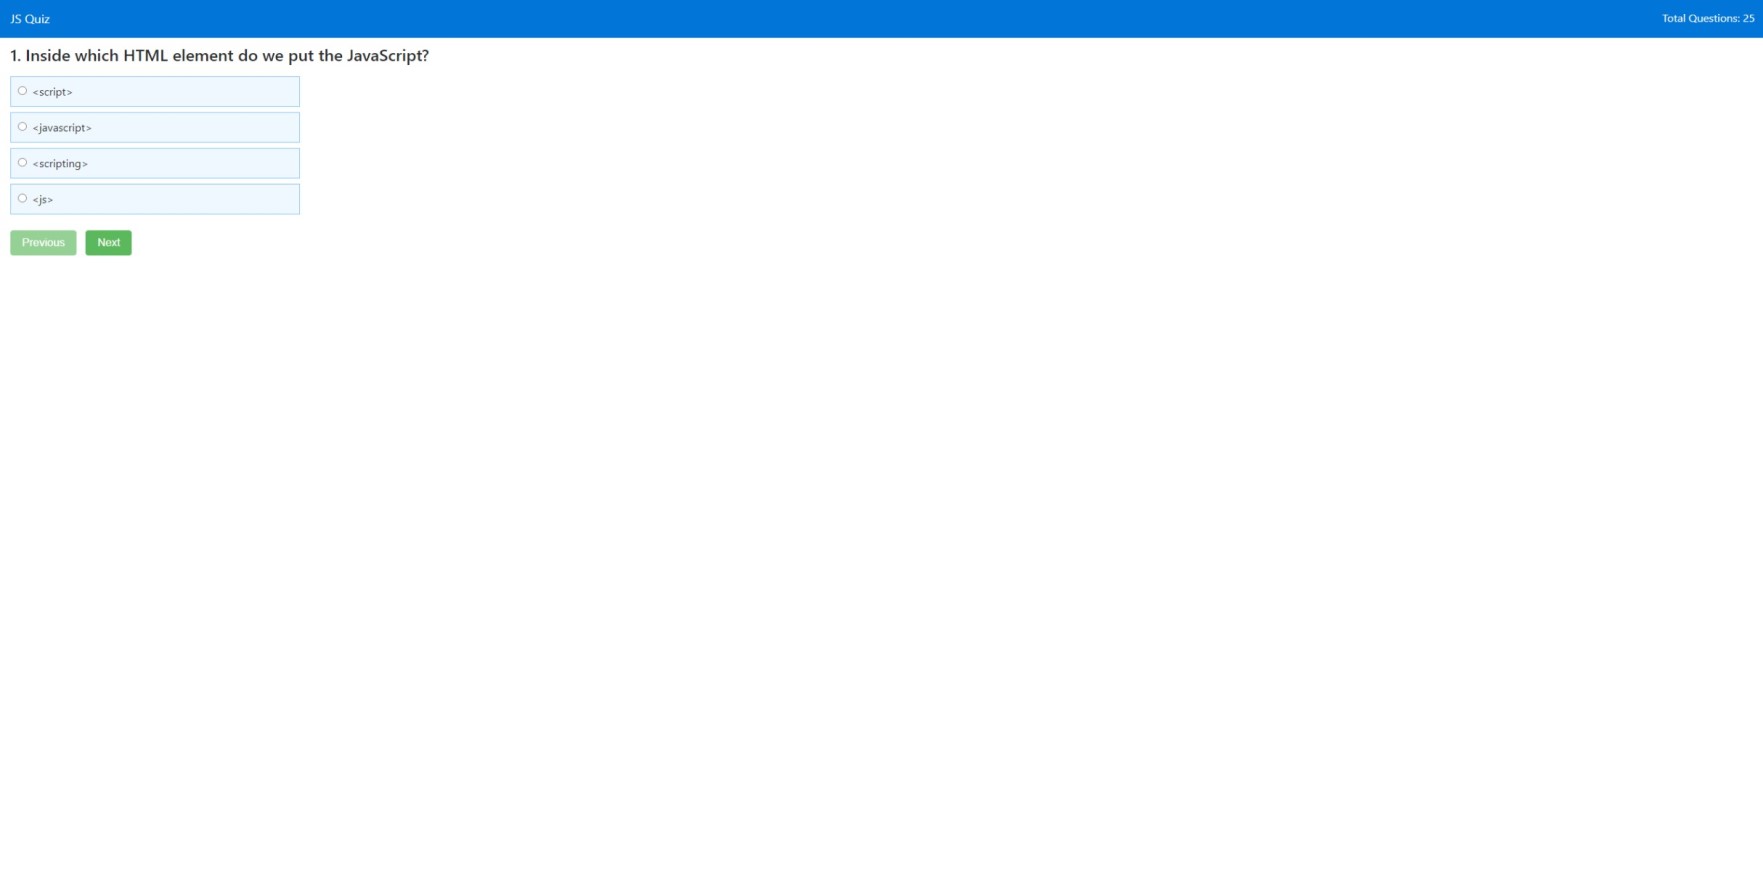 JS Quiz
Total Questions: 25
1. Inside which HTML element do we put the JavaScript?
<script>
<javascript>
<scripting>
<js>
Previous
Next